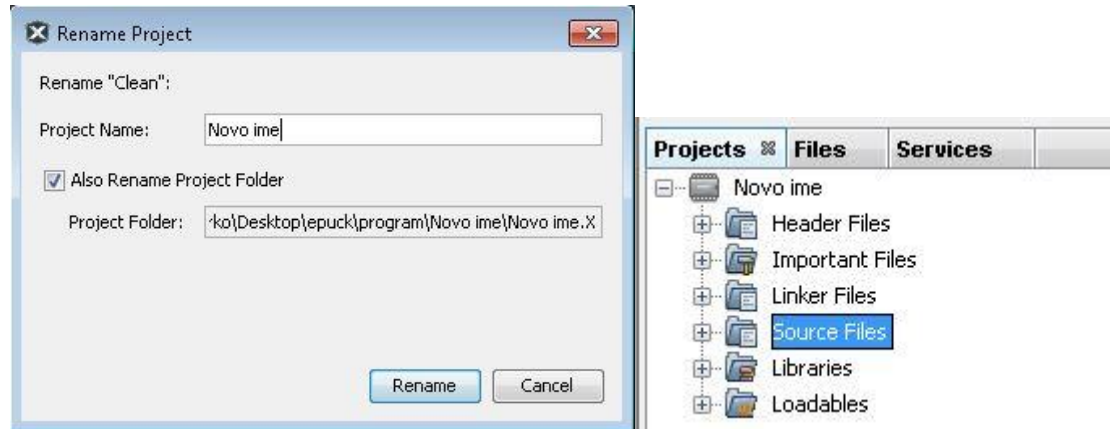 Rename Project
Rename "Clean":
Project Name: Novo ime
Also Rename Project Folder
Project Folder: ko\Desktop\epuck\program\Novo ime\Novo ime.X
Rename Cancel
Projects Files Services
Novo ime
Header Files
Important Files
Linker Files
Source Files
Libraries
Loadables